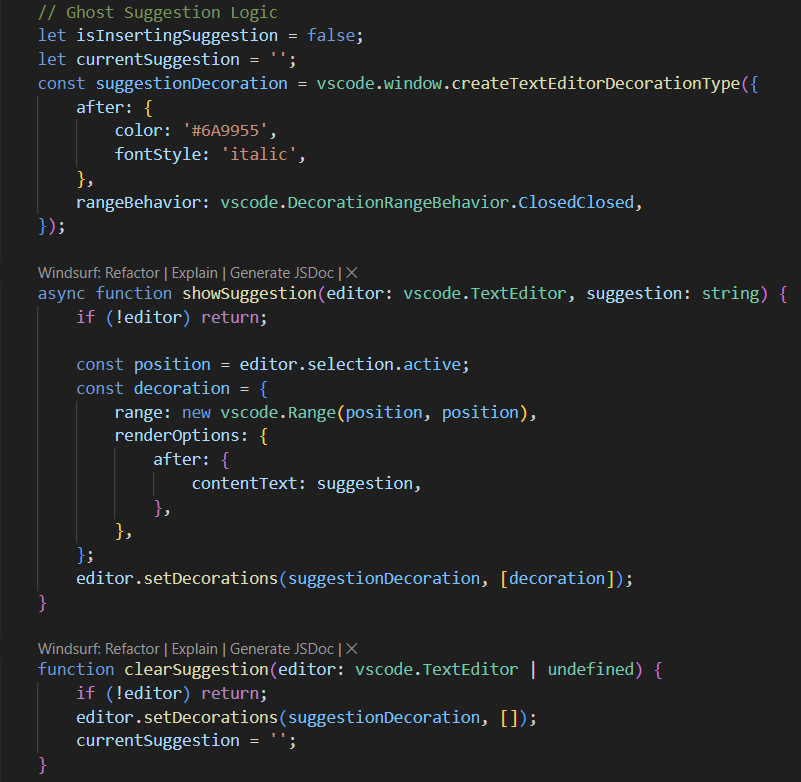 // Ghost Suggestion Logic
let isInsertingSuggestion = false;
let currentSuggestion = '';
const suggestionDecoration = vscode.window.createTextEditorDecorationType({
    after: {
        color: '#6A9955',
        fontStyle: 'italic',
    },
    rangeBehavior: vscode.DecorationRangeBehavior.ClosedClosed,
});
Windsurf: Refactor | Explain | Generate JSDoc | ×
async function showSuggestion(editor: vscode.TextEditor, suggestion: string) {
    if (!editor) return;
    const position = editor.selection.active;
    const decoration = {
        range: new vscode.Range(position, position),
        renderOptions: {
            after: {
                contentText: suggestion,
            },
        },
    };
    editor.setDecorations(suggestionDecoration, [decoration]);
}
Windsurf: Refactor | Explain | Generate JSDoc | ×
function clearSuggestion(editor: vscode.TextEditor | undefined) {
    if (!editor) return;
    editor.setDecorations(suggestionDecoration, []);
    currentSuggestion = '';
}